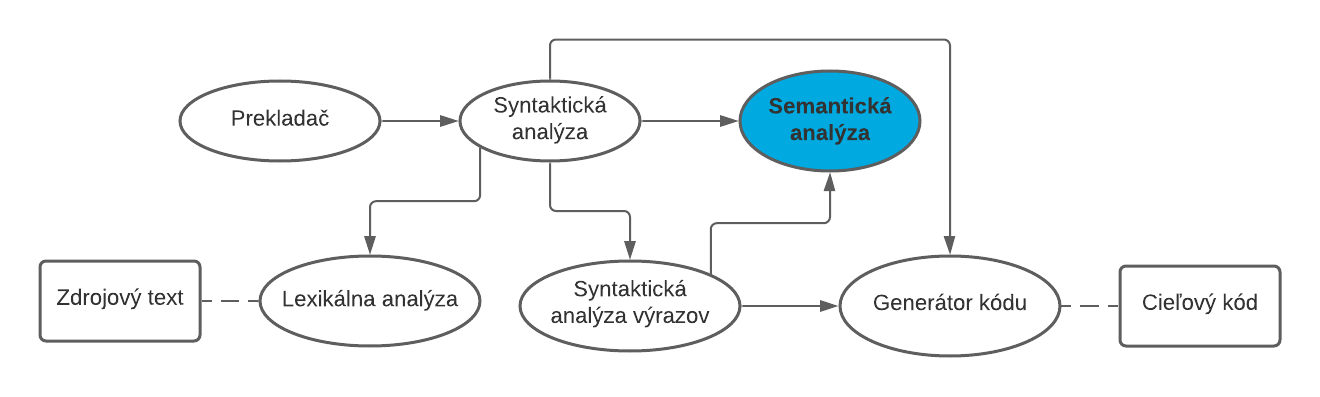 Prekladač
Syntaktická
analýza
Semantická
analýza
Zdrojový text
Lexikálna analýza
Syntaktická
analýza výrazov
Generátor kódu
Cieľový kód